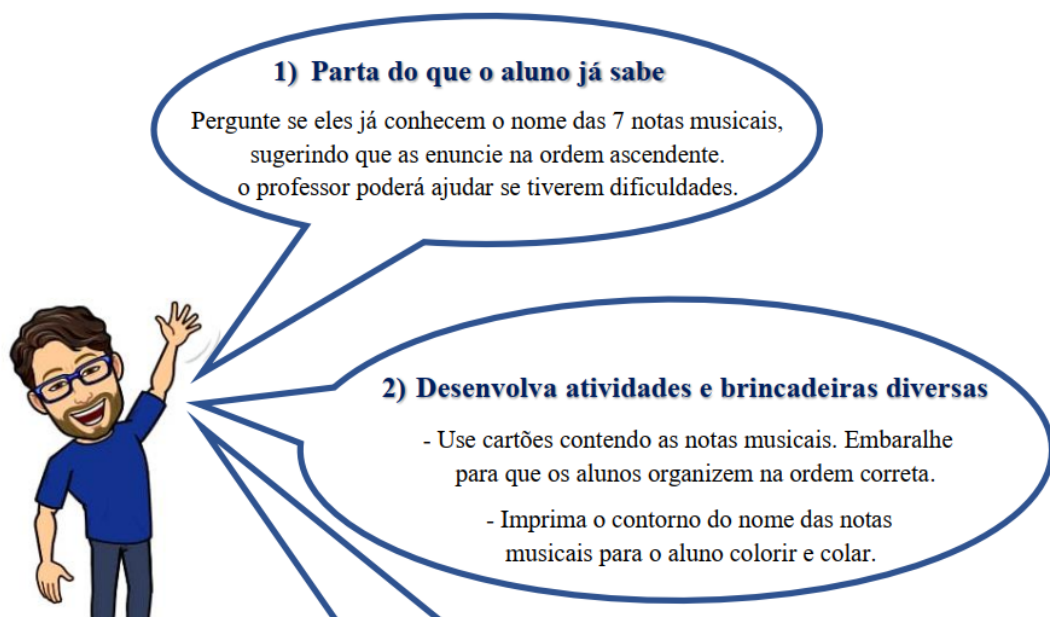 1) Parta do que o aluno já sabe
Pergunte se eles já conhecem o nome das 7 notas musicais,
sugerindo que as enuncie na ordem ascendente.
o professor poderá ajudar se tiverem dificuldades.
2) Desenvolva atividades e brincadeiras diversas
- Use cartões contendo as notas musicais. Embaralhe
para que os alunos organizem na ordem correta.
- Imprima o contorno do nome das notas
musicais para o aluno colorir e colar.